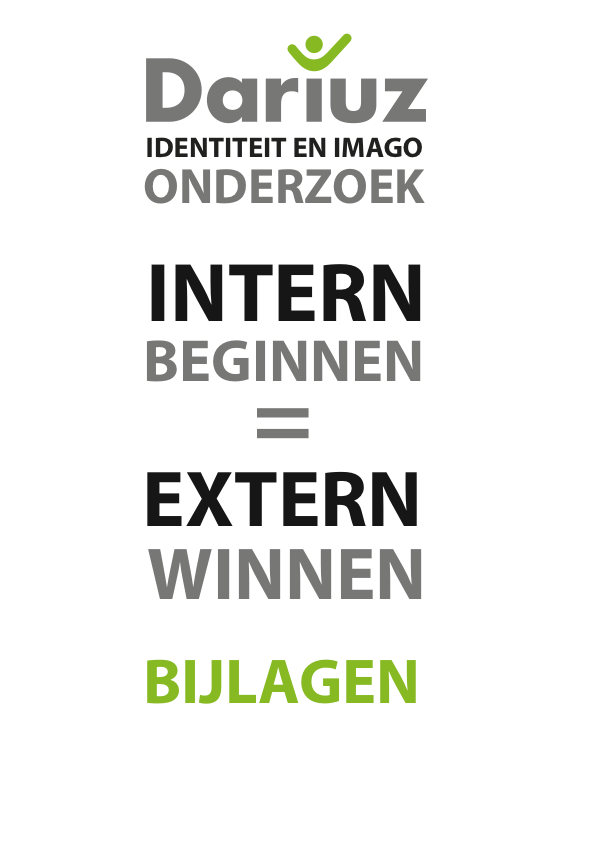 Dariuz
IDENTITEIT EN IMAGO
ONDERZOEK
INTERN
BEGINNEN
=
EXTERN
WINNEN
BIJLAGEN